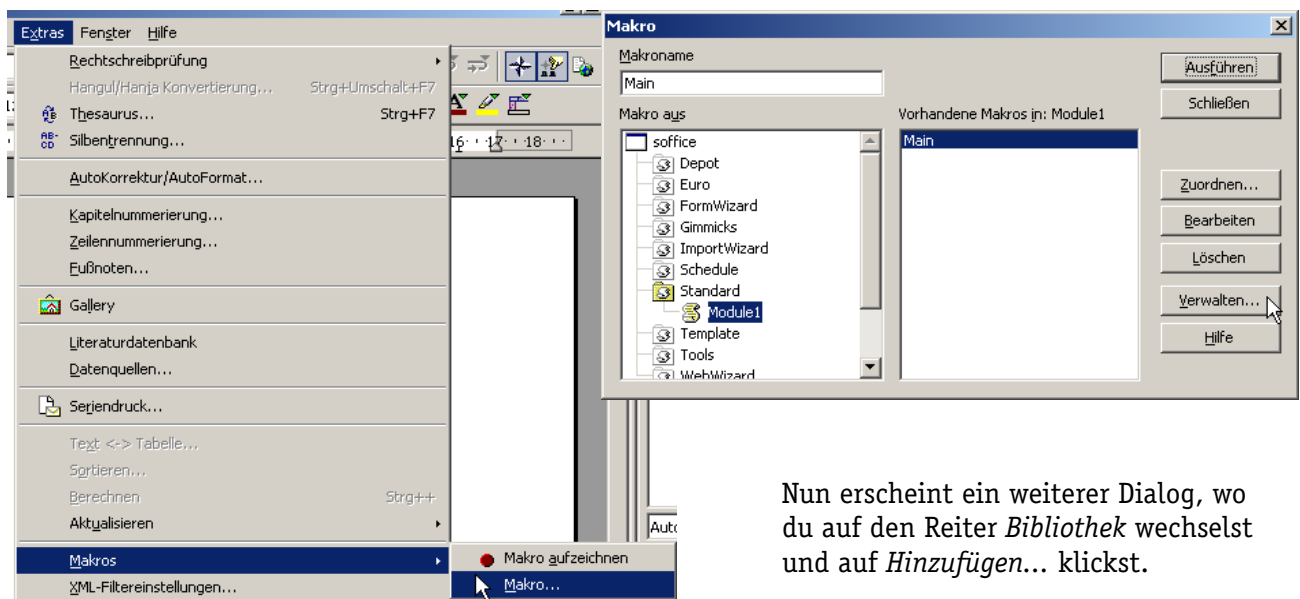 Extras Fenster Hilfe
Rechtschreibprüfung
Hangul/Hanja Konvertierung... Strg+Umschalt+F7
Thesaurus... Strg+F7
Silbentrennung...
AutoKorrektur/AutoFormat...
Kapitelnummerierung...
Zeilennummerierung...
Fußnoten...
Gallery
Literaturdatenbank
Datenquellen...
Seriendruck...
Text <-> Tabelle...
Sortieren...
Berechnen Strg++
Aktualisieren
Makros
XML-Filtereinstellungen...
Makro aufzeichnen
Makro...
16 17 18
Makro
Makroname
Main
Makro aus
soffice
Depot
Euro
FormWizard
Gimmicks
ImportWizard
Schedule
Standard
Module1
Template
Tools
WebWizard
Vorhandene Makros in: Module1
Main
Ausführen
Schließen
Zuordnen...
Bearbeiten
Löschen
Verwalten...
Hilfe
Nun erscheint ein weiterer Dialog, wo
du auf den Reiter Bibliothek wechselst
und auf Hinzufügen... klickst.